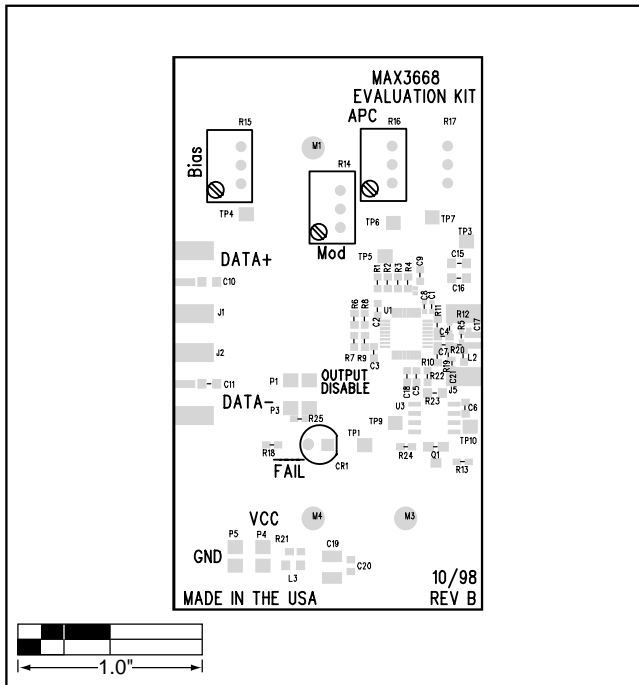 MAX3668
EVALUATION KIT
APC
R15
R16
R17
Bias
M1
R14
TP4
TP6
TP7
TP3
Mod
TP5
DATA+
C15
C16
C10
R1
R2
R3
R4
C9
J1
R6
R8
C2
U1
C8
C1
R11
R12
C4
R5
C17
J2
R7
R9
C3
C7
R20
L2
R10
R19
C21
C11
P1
OUTPUT
DISABLE
C18
C5
R22
R23
J5
DATA-
P3
R25
TP9
U3
C6
TP10
R18
TP1
FAIL
CR1
R24
Q1
R13
VCC
M4
M3
P5
P4
R21
C19
GND
C20
L3
10/98
MADE IN THE USA
REV B
1.0"